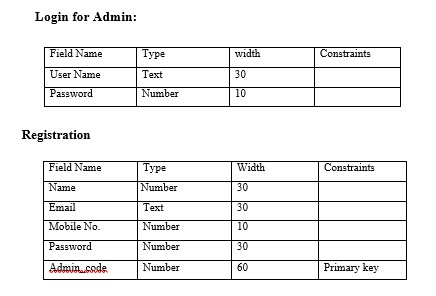 Login for Admin:
Field Name Type width Constraints
User Name Text 30
Password Number 10
Registration
Field Name Type Width Constraints
Name Number 30
Email Text 30
Mobile No. Number 10
Password Number 30
Admin_code Number 60 Primary key